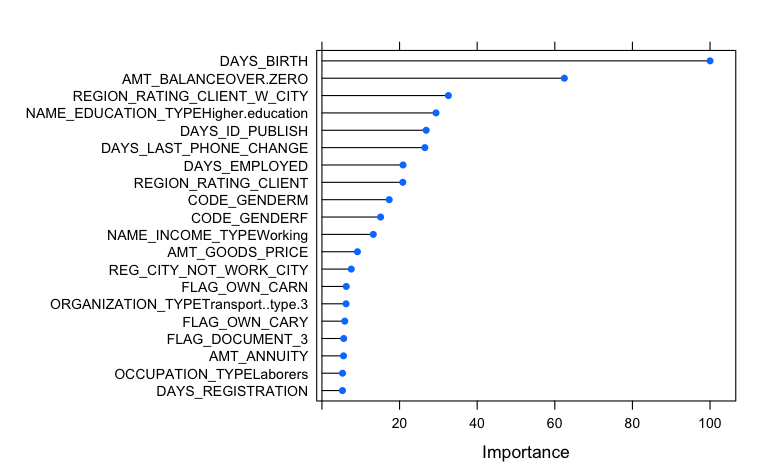 DAYS_BIRTH
AMT_BALANCEOVER.ZERO
REGION_RATING_CLIENT_W_CITY
NAME_EDUCATION_TYPEHigher.education
DAYS_ID_PUBLISH
DAYS_LAST_PHONE_CHANGE
DAYS_EMPLOYED
REGION_RATING_CLIENT
CODE_GENDERM
CODE_GENDERF
NAME_INCOME_TYPEWorking
AMT_GOODS_PRICE
REG_CITY_NOT_WORK_CITY
FLAG_OWN_CARN
ORGANIZATION_TYPETransport..type.3
FLAG_OWN_CARY
FLAG_DOCUMENT_3
AMT_ANNUITY
OCCUPATION_TYPELaborers
DAYS_REGISTRATION
20 40 60 80 100
Importance